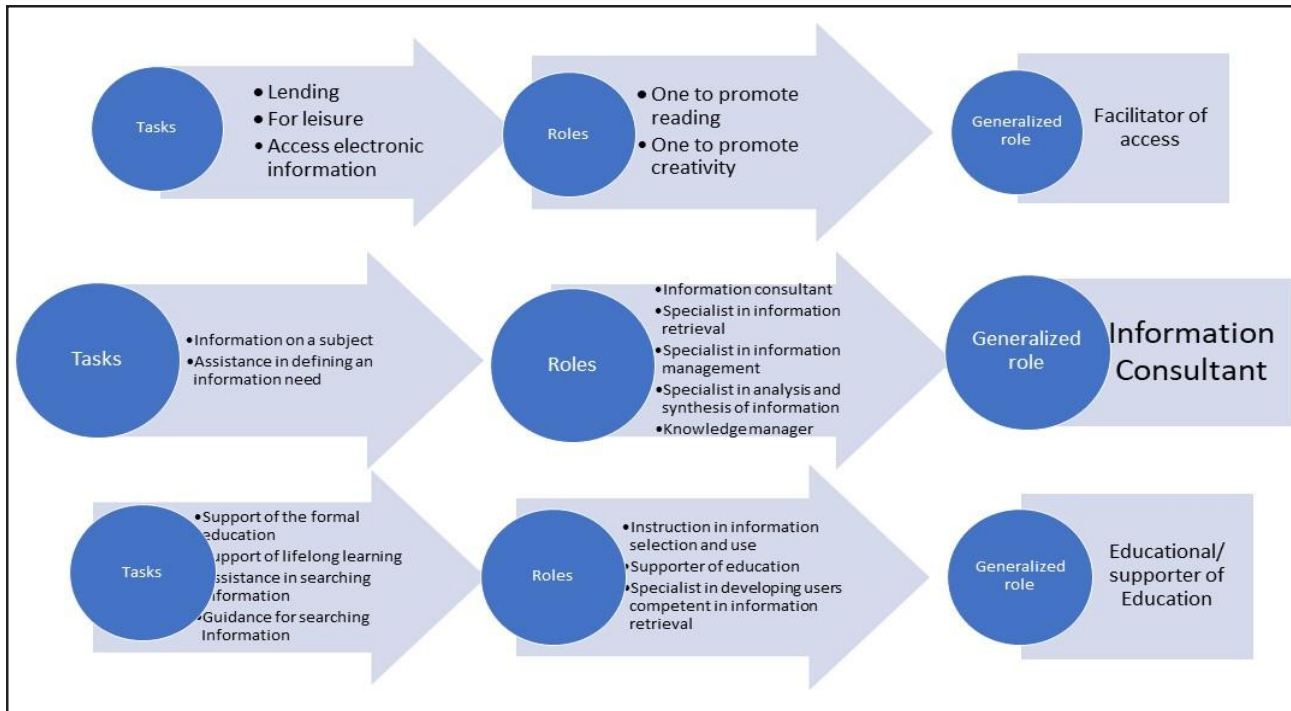 Tasks
• Lending
• For leisure
• Access electronic
information
Roles
• One to promote
reading
• One to promote
creativity
Generalized
role
Facilitator of
access
Tasks
•Information on a subject
•Assistance in defining an
information need
Roles
•Information consultant
•Specialist in information
retrieval
•Specialist in information
management
•Specialist in analysis and
synthesis of information
•Knowledge manager
Generalized
role
Information
Consultant
Tasks
•Support of the formal
education
•Support of lifelong learning
•Assistance in searching
information
•Guidance for searching
Information
Roles
•Instruction in information
selection and use
•Supporter of education
•Specialist in developing users
competent in information
retrieval
Generalized
role
Educational/
supporter of
Education